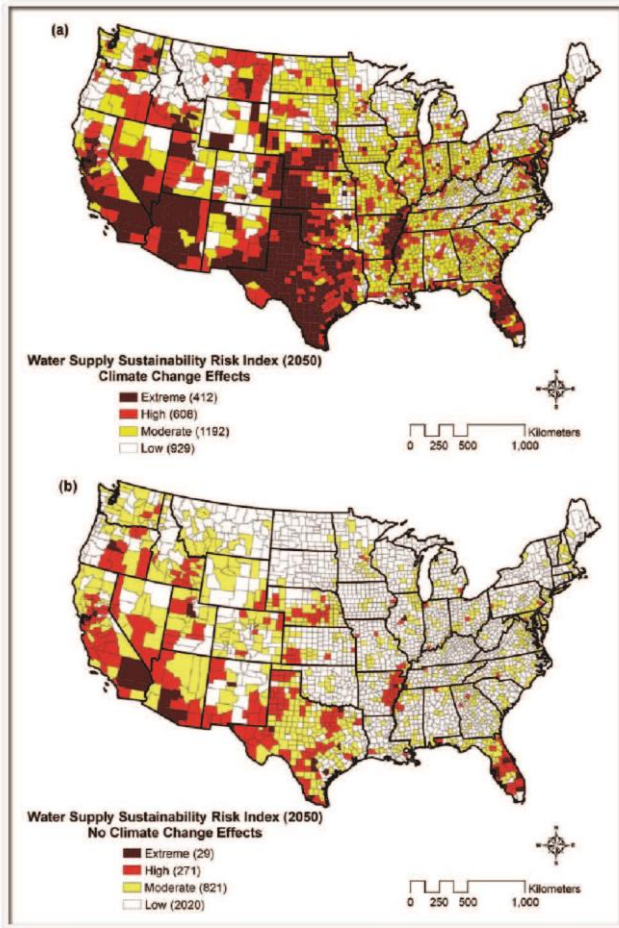 (a)
Water Supply Sustainability Risk Index (2050)
Climate Change Effects
Extreme (412)
High (608)
Moderate (1192)
Low (929)
N
W
E
S
Kilometers
0 250 500 1,000
(b)
Water Supply Sustainability Risk Index (2050)
No Climate Change Effects
Extreme (29)
High (271)
Moderate (821)
Low (2020)
N
W
E
S
Kilometers
0 250 500 1,000